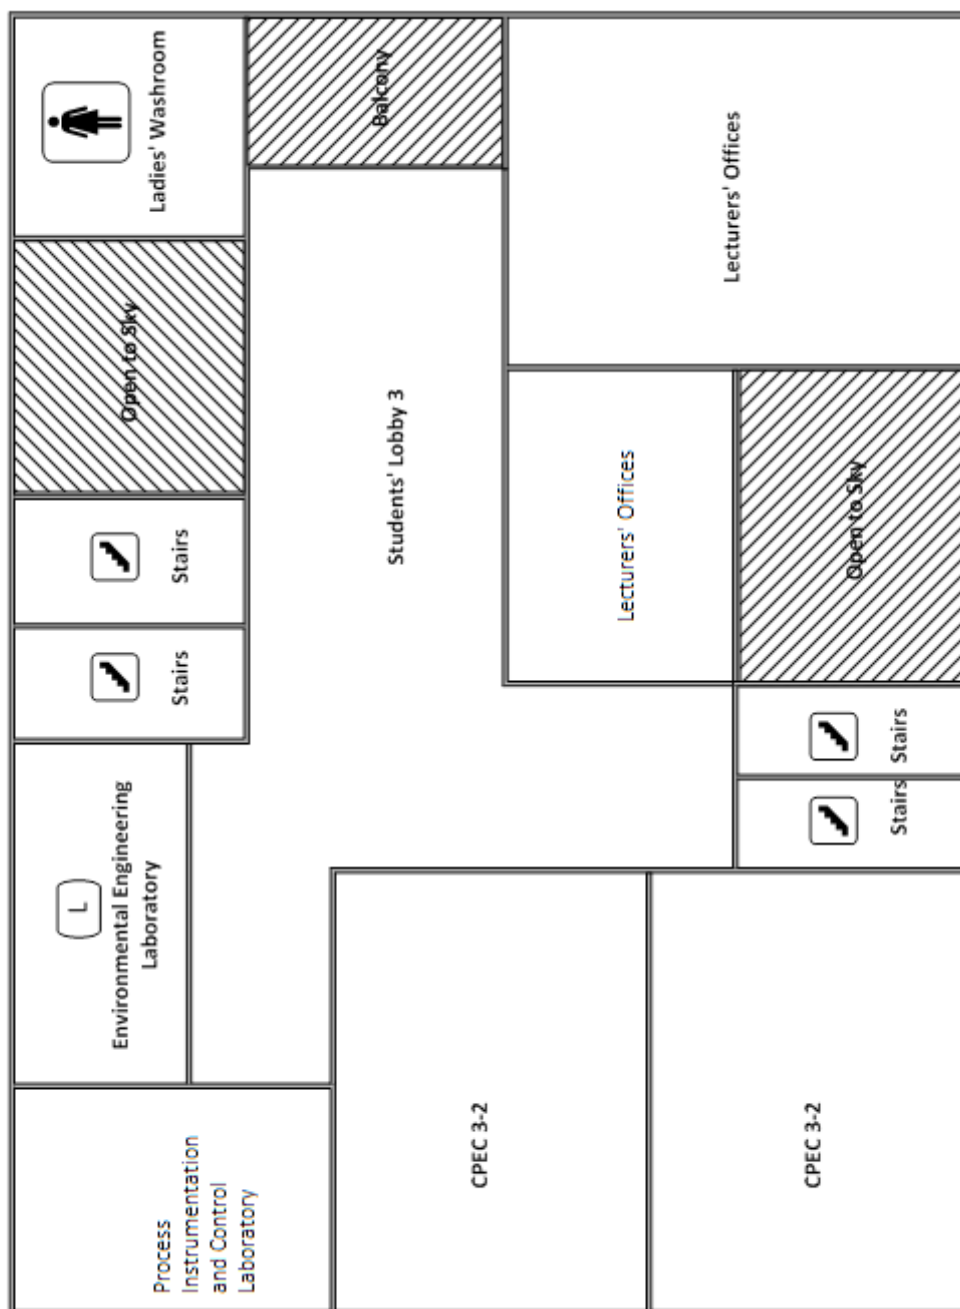 Process
Instrumentation
and Control
Laboratory
L
Environmental Engineering
Laboratory
Stairs
Stairs
Open to Sky
Ladies' Washroom
Students' Lobby 3
Balcony
CPEC 3-2
Lecturers' Offices
Lecturers' Offices
CPEC 3-2
Stairs
Stairs
Open to Sky